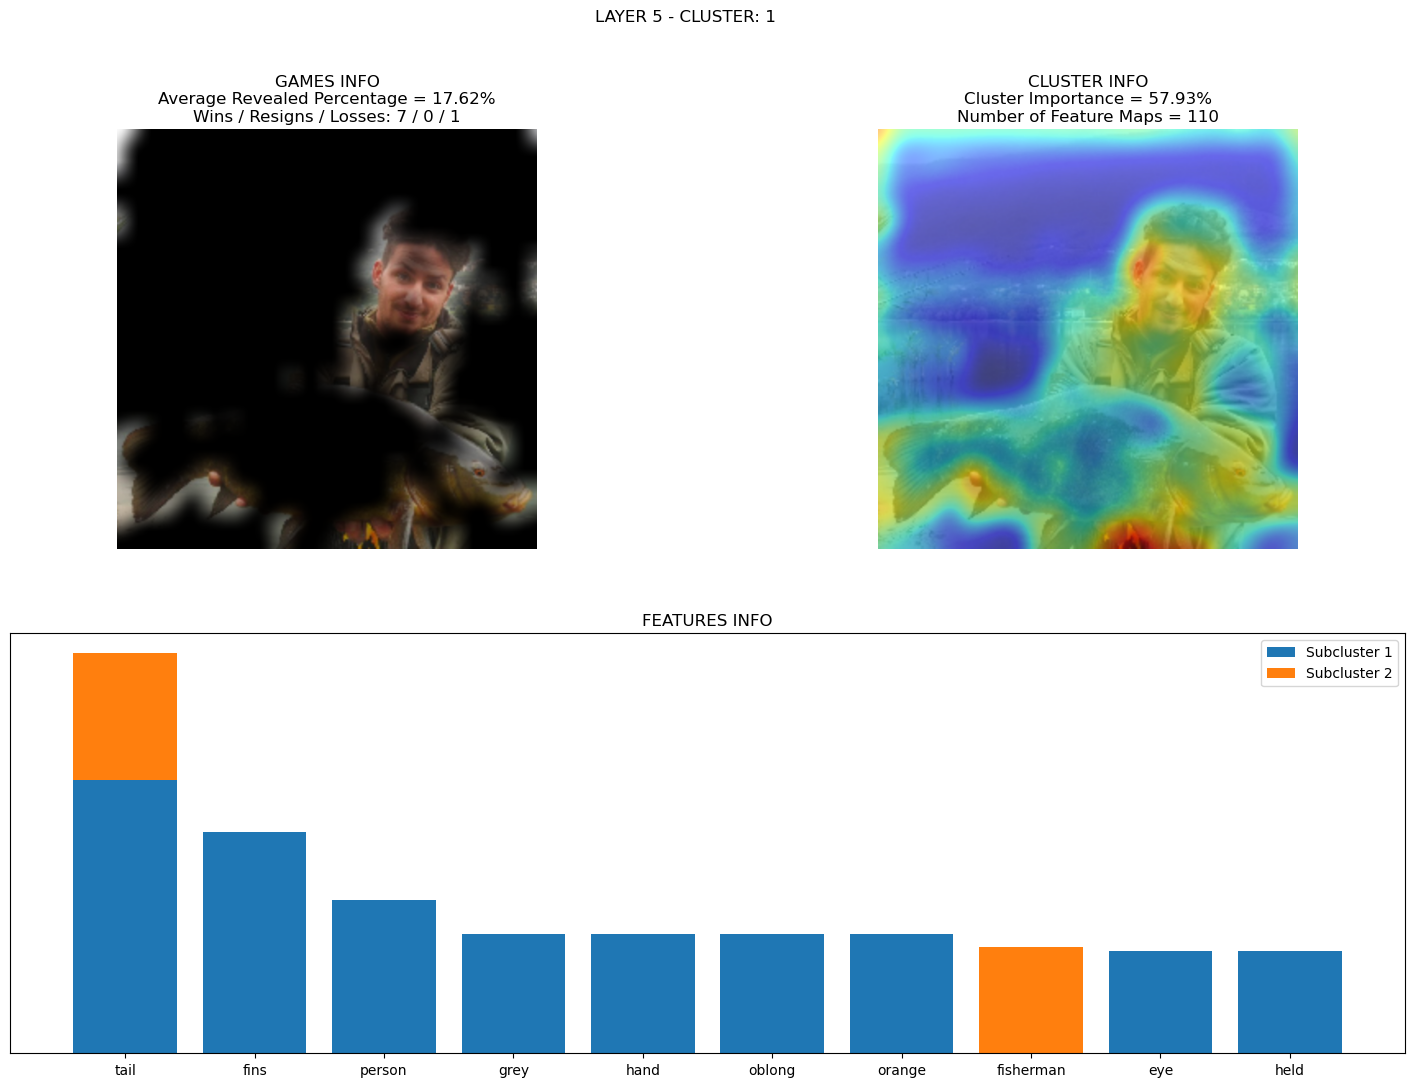 LAYER 5 - CLUSTER: 1
GAMES INFO
Average Revealed Percentage = 17.62%
Wins / Resigns / Losses: 7 / 0 / 1
CLUSTER INFO
Cluster Importance = 57.93%
Number of Feature Maps = 110
FEATURES INFO
Subcluster 1
Subcluster 2
tail
fins
person
grey
hand
oblong
orange
fisherman
eye
held